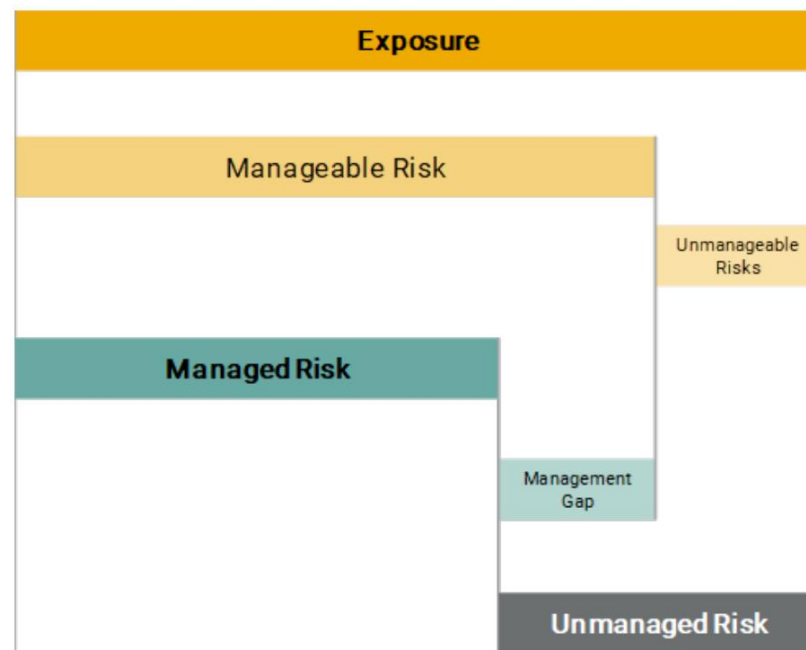 Exposure
Manageable Risk
Unmanageable
Risks
Managed Risk
Management
Gap
Unmanaged Risk